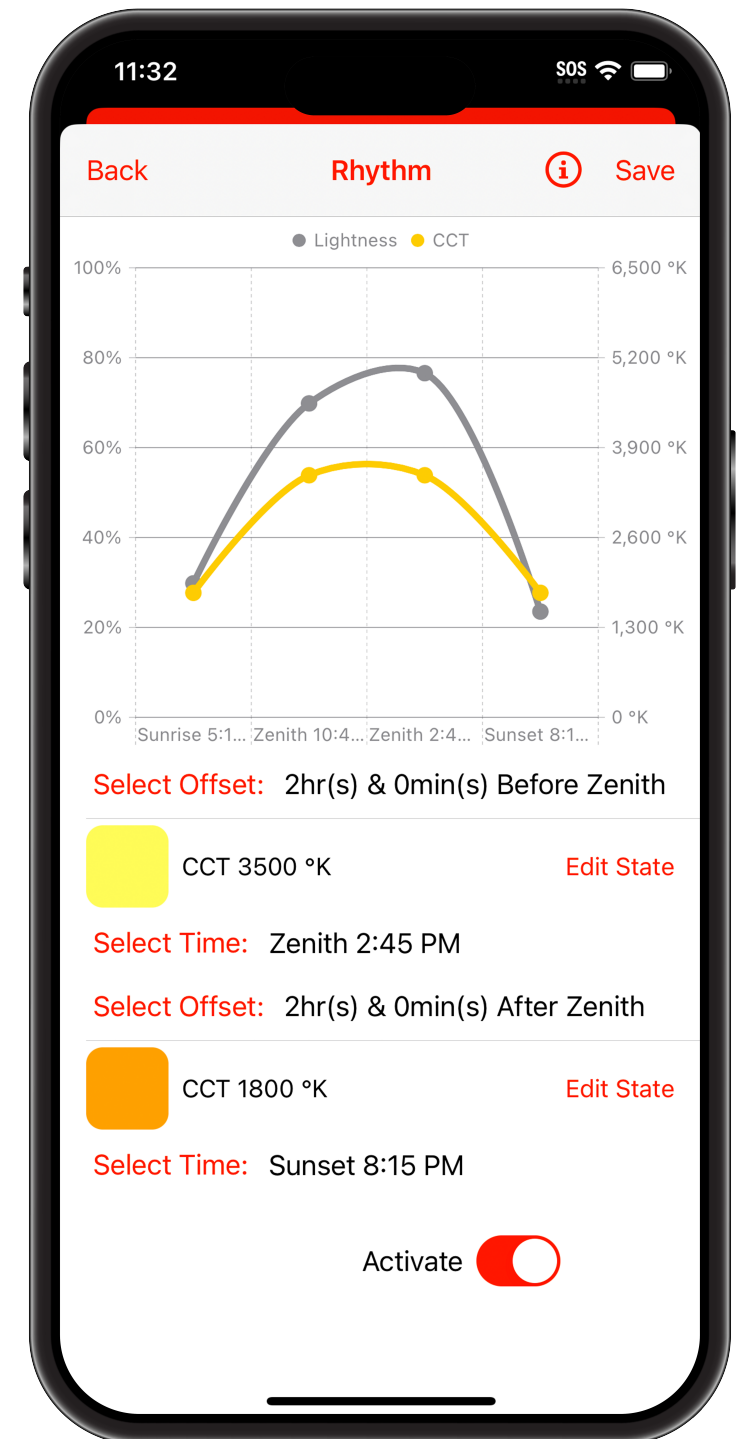 11:32 SOS
Back Rhythm Save
Lightness CCT
100% 6,500 °K
80% 5,200 °K
60% 3,900 °K
40% 2,600 °K
20% 1,300 °K
0% 0 °K
Sunrise 5:1... Zenith 10:4... Zenith 2:4... Sunset 8:1...
Select Offset: 2hr(s) & 0min(s) Before Zenith
CCT 3500 °K Edit State
Select Time: Zenith 2:45 PM
Select Offset: 2hr(s) & 0min(s) After Zenith
CCT 1800 °K Edit State
Select Time: Sunset 8:15 PM
Activate